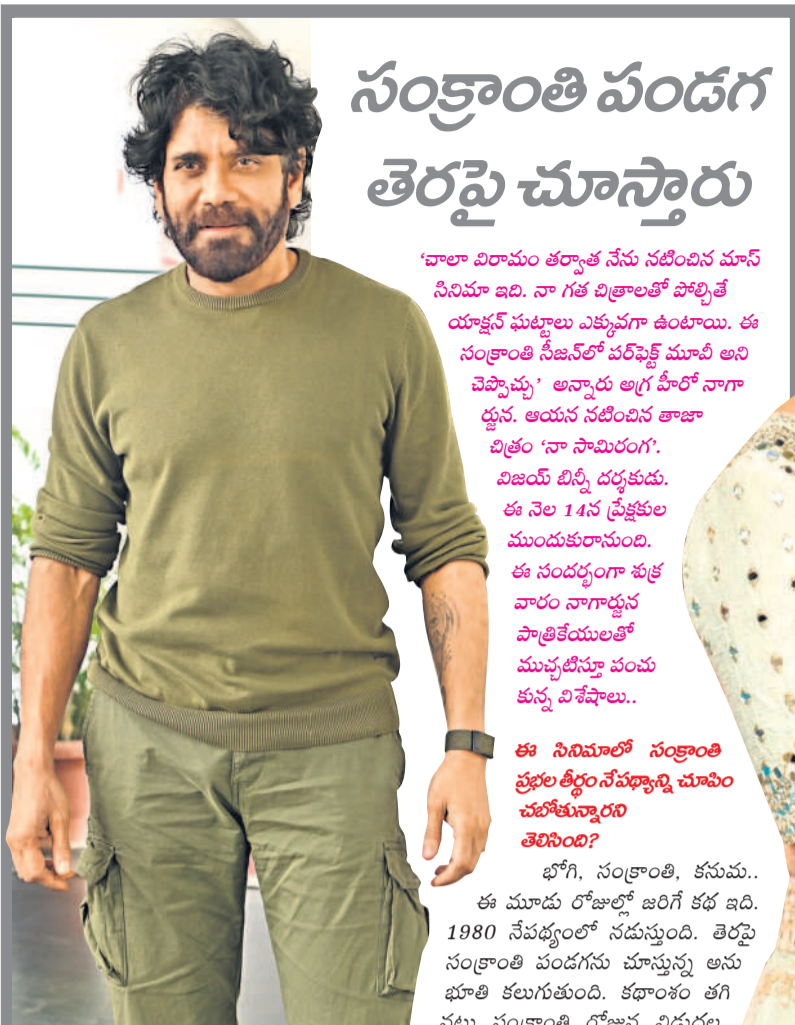 సంక్రాంతి పండగ
తెరపై చూస్తారు
‘చాలా విరామం తర్వాత నేను నటించిన మాస్
సినిమా ఇది. నా గత చిత్రాలతో పోల్చితే
యాక్షన్ ఘట్టాలు ఎక్కువగా ఉంటాయి. ఈ
సంక్రాంతి సీజన్‌లో పర్‌ఫెక్ట్ మూవీ అని
చెప్పొచ్చు’ అన్నారు అగ్ర హీరో నాగా
ర్జున. ఆయన నటించిన తాజా
చిత్రం ‘నా సామిరంగ’.
విజయ్ బిన్నీ దర్శకుడు.
ఈ నెల 14న ప్రేక్షకుల
ముందుకురానుంది.
ఈ సందర్భంగా శుక్ర
వారం నాగార్జున
పాత్రికేయులతో
ముచ్చటిస్తూ పంచు
కున్న విశేషాలు..
ఈ సినిమాలో సంక్రాంతి
ప్రభల తీర్థం నేపథ్యాన్ని చూపిం
చబోతున్నారని
తెలిసింది?
భోగి, సంక్రాంతి, కనుమ..
ఈ మూడు రోజుల్లో జరిగే కథ ఇది.
1980 నేపథ్యంలో నడుస్తుంది. తెరపై
సంక్రాంతి పండగను చూస్తున్న అను
భూతి కలుగుతుంది. కథాంశం తగి
నట్లు సంక్రాంతి రోజున విడుదల